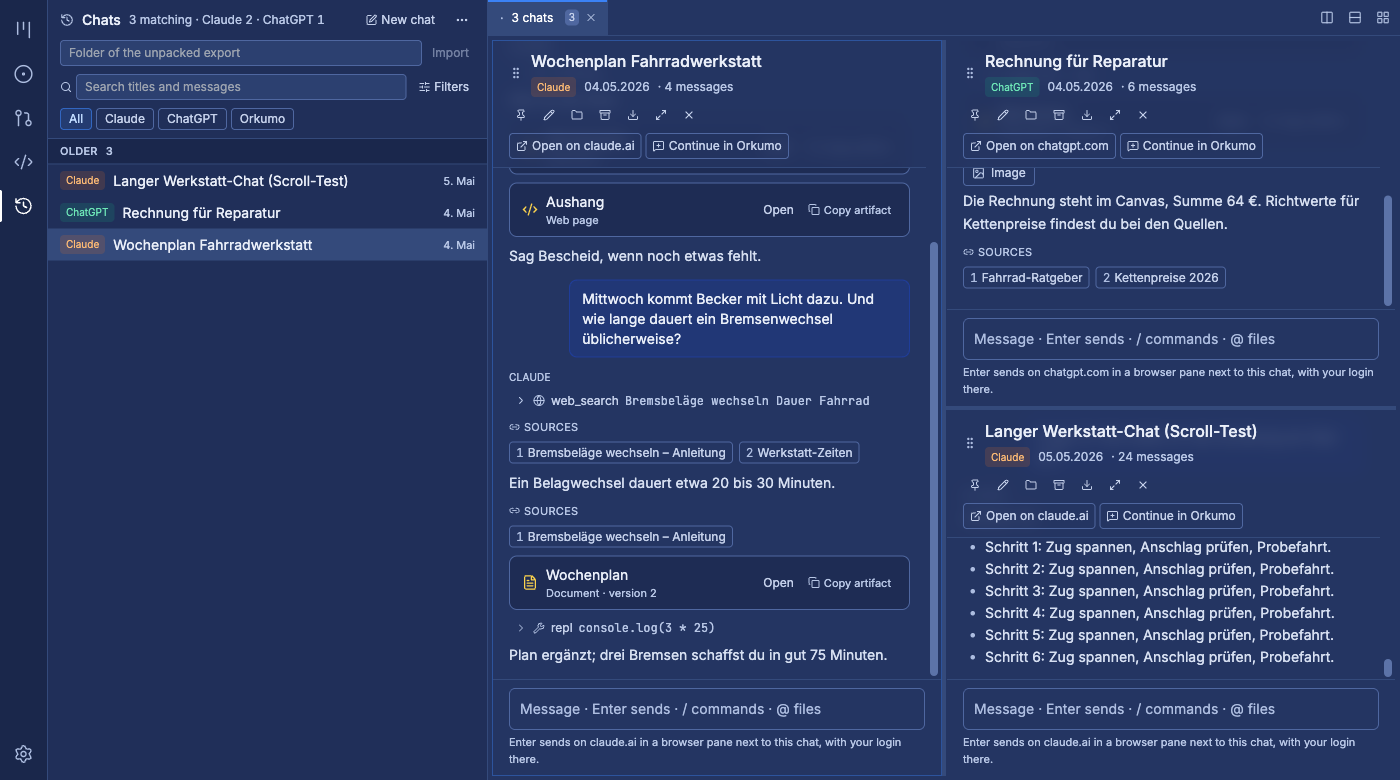 Chats 3 matching · Claude 2 · ChatGPT 1 New chat
Folder of the unpacked export Import
Search titles and messages Filters
All Claude ChatGPT Orkumo
OLDER 3
Claude Langer Werkstatt-Chat (Scroll-Test) 5. Mai
ChatGPT Rechnung für Reparatur 4. Mai
Claude Wochenplan Fahrradwerkstatt 4. Mai
· 3 chats 3
Wochenplan Fahrradwerkstatt
Claude 04.05.2026 · 4 messages
Open on claude.ai Continue in Orkumo
Aushang
Web page
Open Copy artifact
Sag Bescheid, wenn noch etwas fehlt.
Mittwoch kommt Becker mit Licht dazu. Und
wie lange dauert ein Bremsenwechsel
üblicherweise?
CLAUDE
web_search Bremsbeläge wechseln Dauer Fahrrad
SOURCES
1 Bremsbeläge wechseln – Anleitung 2 Werkstatt-Zeiten
Ein Belagwechsel dauert etwa 20 bis 30 Minuten.
SOURCES
1 Bremsbeläge wechseln – Anleitung
Wochenplan
Document · version 2
Open Copy artifact
repl console.log(3 * 25)
Plan ergänzt; drei Bremsen schaffst du in gut 75 Minuten.
Message · Enter sends · / commands · @ files
Enter sends on claude.ai in a browser pane next to this chat, with your login
there.
Rechnung für Reparatur
ChatGPT 04.05.2026 · 6 messages
Open on chatgpt.com Continue in Orkumo
Image
Die Rechnung steht im Canvas, Summe 64 €. Richtwerte für
Kettenpreise findest du bei den Quellen.
SOURCES
1 Fahrrad-Ratgeber 2 Kettenpreise 2026
Message · Enter sends · / commands · @ files
Enter sends on chatgpt.com in a browser pane next to this chat, with your login
there.
Langer Werkstatt-Chat (Scroll-Test)
Claude 05.05.2026 · 24 messages
Open on claude.ai Continue in Orkumo
• Schritt 1: Zug spannen, Anschlag prüfen, Probefahrt.
• Schritt 2: Zug spannen, Anschlag prüfen, Probefahrt.
• Schritt 3: Zug spannen, Anschlag prüfen, Probefahrt.
• Schritt 4: Zug spannen, Anschlag prüfen, Probefahrt.
• Schritt 5: Zug spannen, Anschlag prüfen, Probefahrt.
• Schritt 6: Zug spannen, Anschlag prüfen, Probefahrt.
Message · Enter sends · / commands · @ files
Enter sends on claude.ai in a browser pane next to this chat, with your login
there.